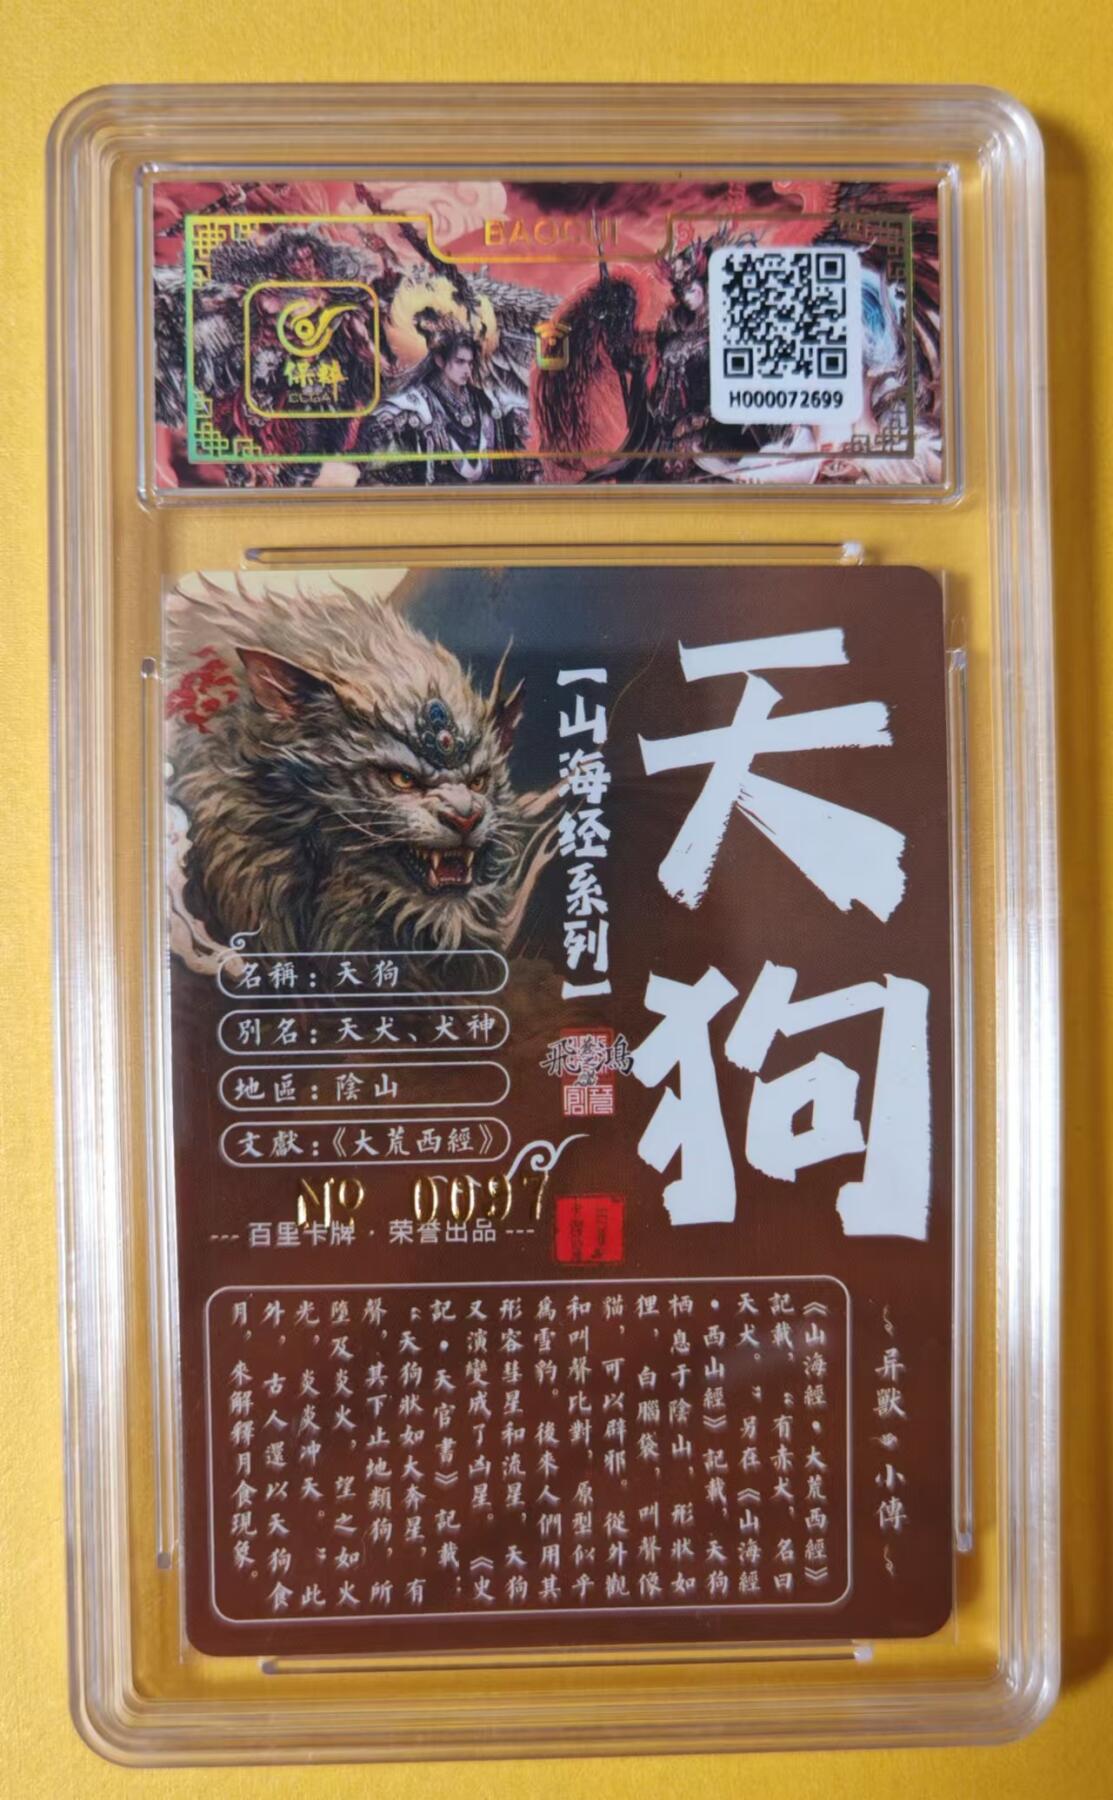 BAOCUI
保粹
CCGA
H000072699
天狗
【山海经系列】
名稱：天狗
別名：天犬、犬神
地區：陰山
文獻：《大荒西經》
飛鴻
№ 0097
--- 百里卡牌 · 荣誉出品 ---
异獸 小傳
《山海經•大荒西經》
記載，“有赤犬，名曰
天犬。”另在《山海經
•西山經》記載，天狗
栖息于陰山，形狀如
狸，白腦袋，叫聲像
貓，可以辟邪。從外觀
和叫聲比對，原型似乎
爲雪豹。後來人們用其
形容彗星和流星，天狗
又演變成了凶星。《史
記•天官書》記載：
“天狗狀如大奔星，有
聲，其下止地類狗，所
墮及炎火，望之如火
光，炎炎冲天。”此
外，古人還以天狗食
月，來解釋月食現象。